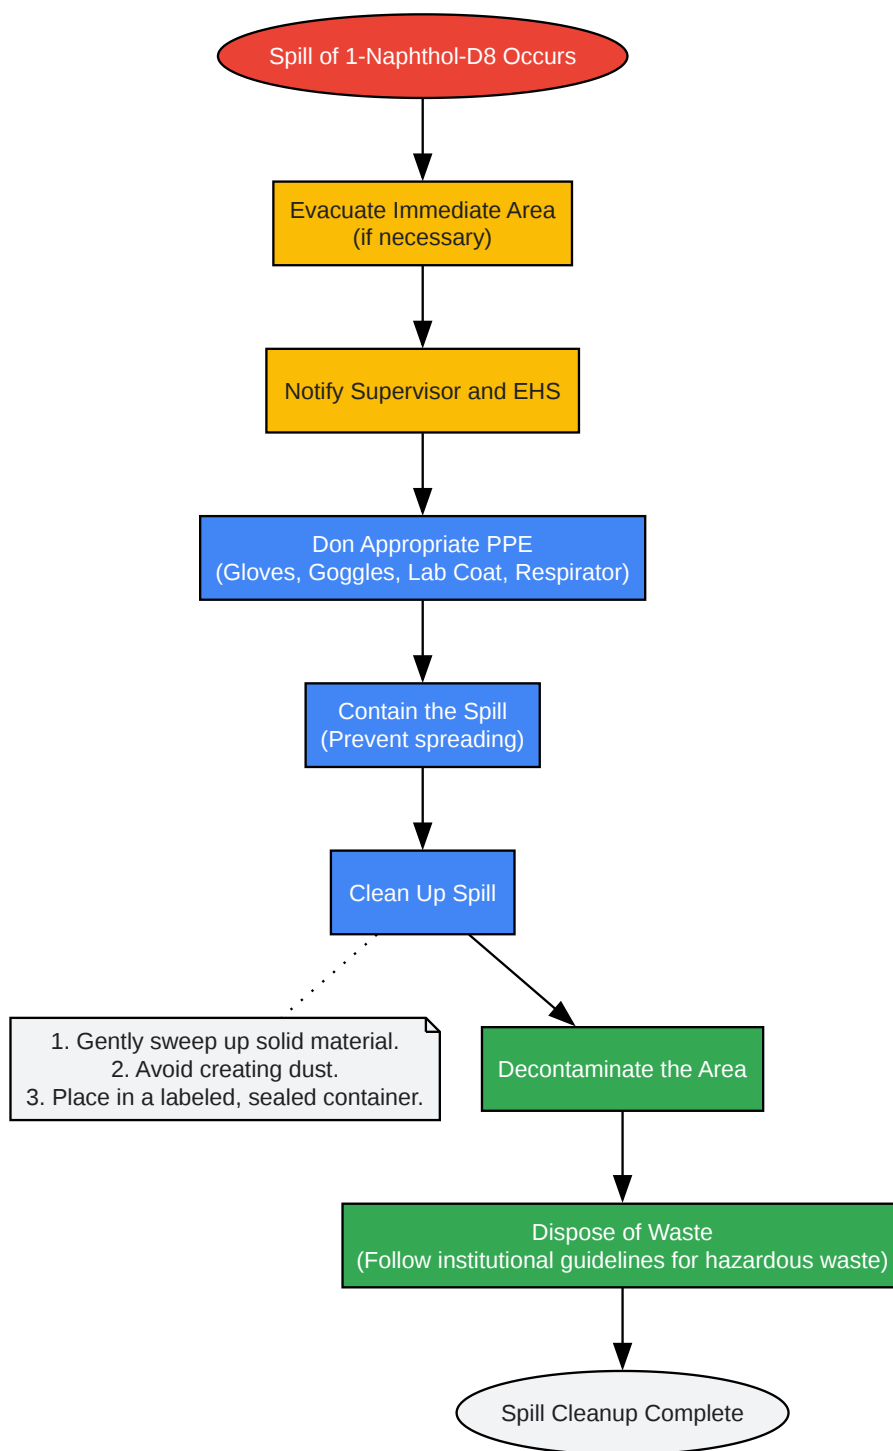 Spill of 1-Naphthol-D8 Occurs
Evacuate Immediate Area
(if necessary)
Notify Supervisor and EHS
Don Appropriate PPE
(Gloves, Goggles, Lab Coat, Respirator)
Contain the Spill
(Prevent spreading)
Clean Up Spill
1. Gently sweep up solid material.
2. Avoid creating dust.
3. Place in a labeled, sealed container.
Decontaminate the Area
Dispose of Waste
(Follow institutional guidelines for hazardous waste)
Spill Cleanup Complete